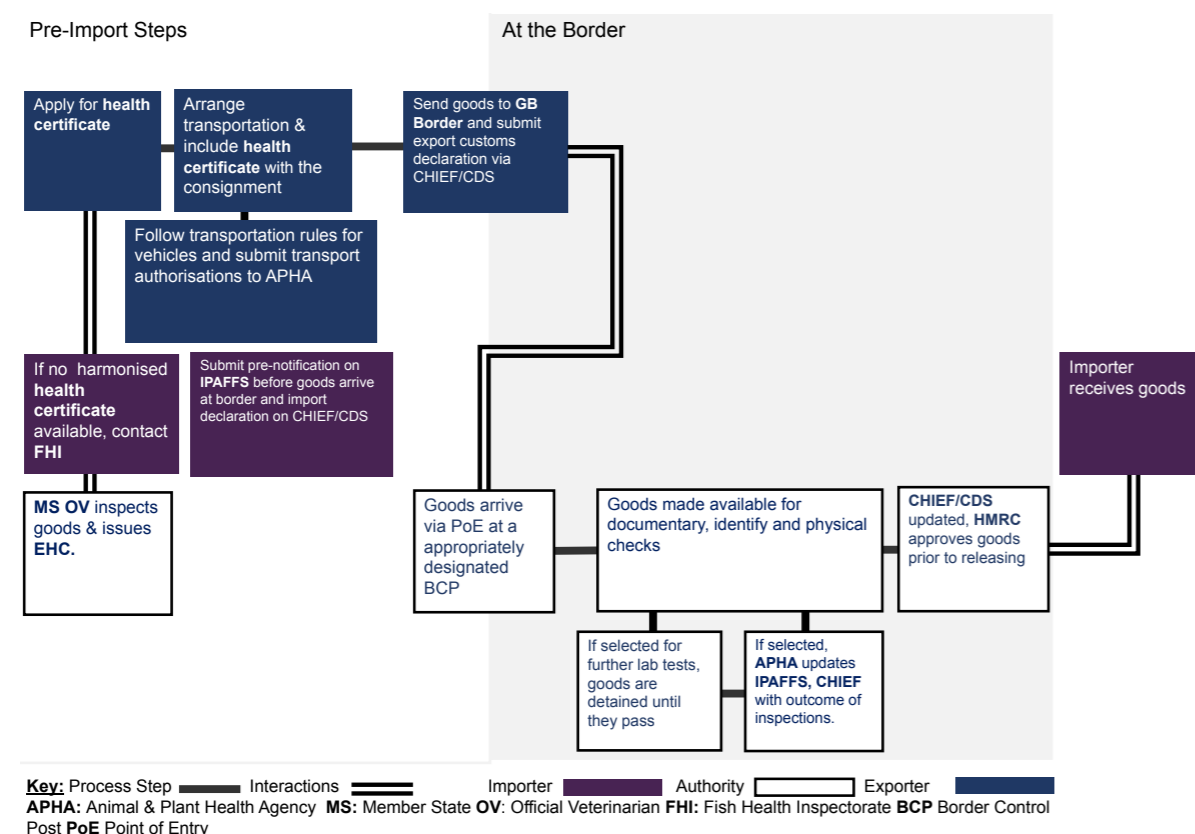 Pre-Import Steps
At the Border
Apply for health
certificate
Arrange
transportation &
include health
certificate with the
consignment
Send goods to GB
Border and submit
export customs
declaration via
CHIEF/CDS
Follow transportation rules for
vehicles and submit transport
authorisations to APHA
If no harmonised
health
certificate
available, contact
FHI
Submit pre-notification on
IPAFFS before goods arrive
at border and import
declaration on CHIEF/CDS
Importer
receives goods
MS OV inspects
goods & issues
EHC.
Goods arrive
via PoE at a
appropriately
designated
BCP
Goods made available for
documentary, identify and physical
checks
CHIEF/CDS
updated, HMRC
approves goods
prior to releasing
If selected for
further lab tests,
goods are
detained until
they pass
If selected,
APHA updates
IPAFFS, CHIEF
with outcome of
inspections.
Key: Process Step Interactions Importer Authority Exporter
APHA: Animal & Plant Health Agency MS: Member State OV: Official Veterinarian FHI: Fish Health Inspectorate BCP Border Control
Post PoE Point of Entry